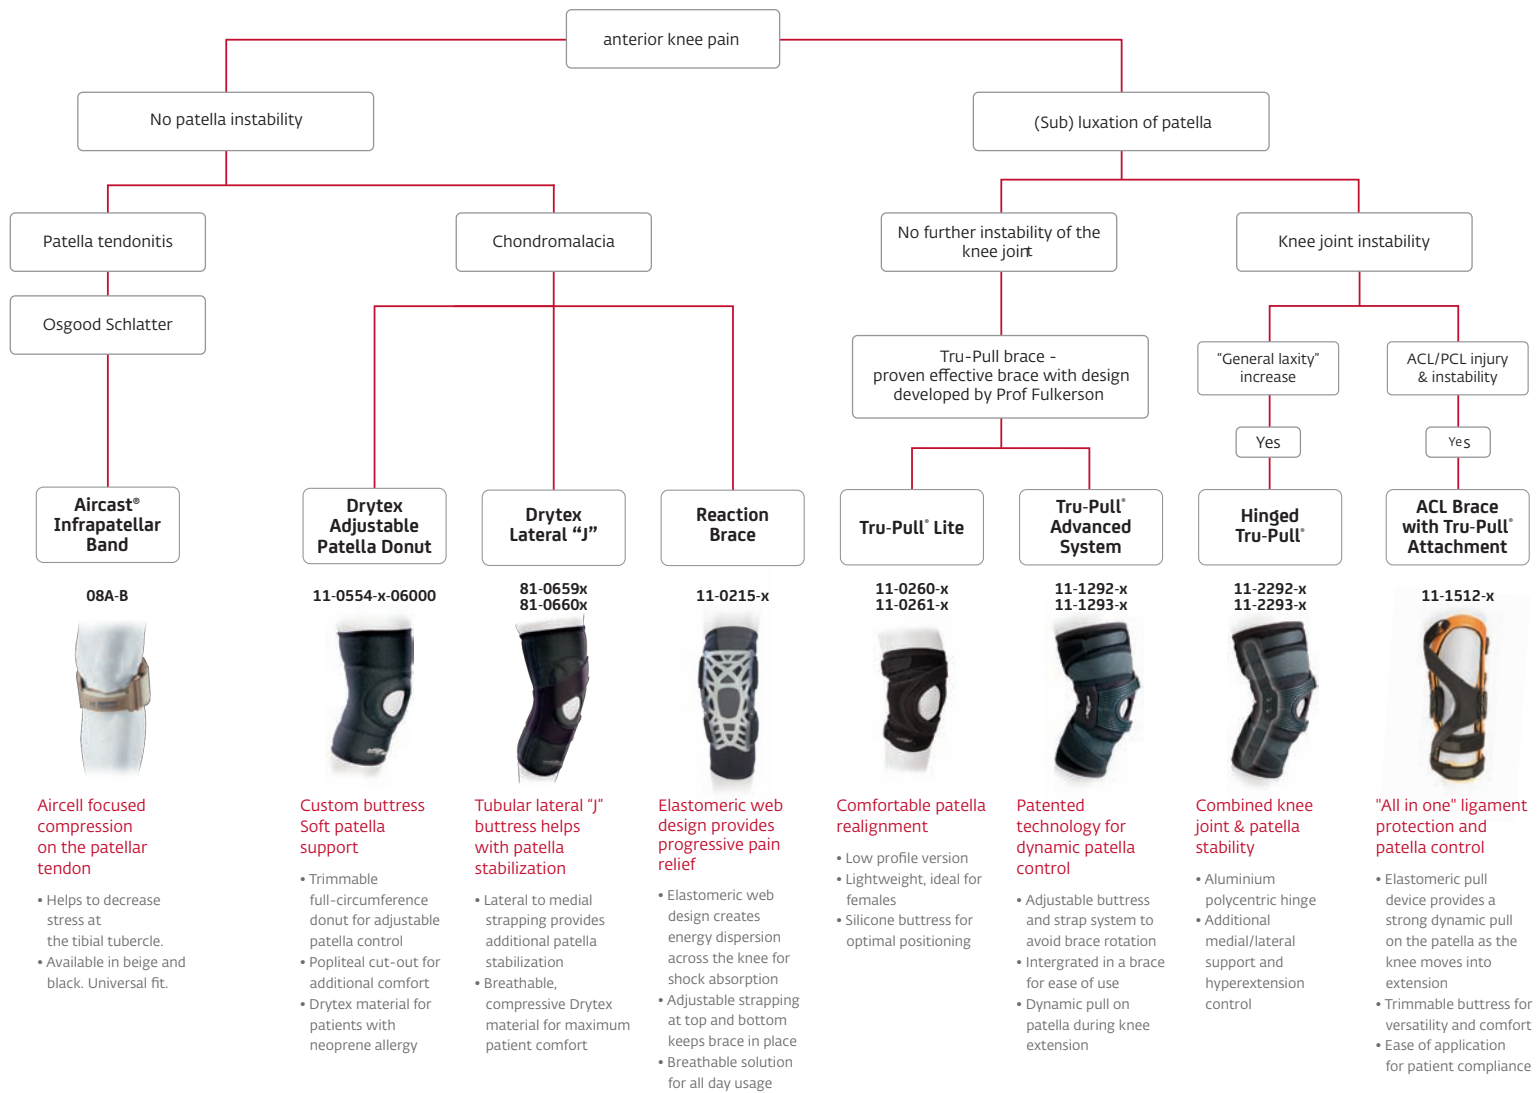 anterior knee pain
No patella instability
(Sub) luxation of patella
Patella tendonitis
Chondromalacia
No further instability of the
knee joint
Knee joint instability
Osgood Schlatter
Tru-Pull brace -
proven effective brace with design
developed by Prof Fulkerson
"General laxity"
increase
ACL/PCL injury
& instability
Yes
Yes
Aircast®
Infrapatellar
Band
Drytex
Adjustable
Patella Donut
Drytex
Lateral “J”
Reaction
Brace
Tru-Pull® Lite
Tru-Pull®
Advanced
System
Hinged
Tru-Pull®
ACL Brace
with Tru-Pull®
Attachment
08A-B
11-0554-x-06000
81-0659x
81-0660x
11-0215-x
11-0260-x
11-0261-x
11-1292-x
11-1293-x
11-2292-x
11-2293-x
11-1512-x
Aircell focused
compression
on the patellar
tendon
• Helps to decrease
stress at
the tibial tubercle.
• Available in beige and
black. Universal fit.
Custom buttress
Soft patella
support
• Trimmable
full-circumference
donut for adjustable
patella control
• Popliteal cut-out for
additional comfort
• Drytex material for
patients with
neoprene allergy
Tubular lateral "J"
buttress helps
with patella
stabilization
• Lateral to medial
strapping provides
additional patella
stabilization
• Breathable,
compressive Drytex
material for maximum
patient comfort
Elastomeric web
design provides
progressive pain
relief
• Elastomeric web
design creates
energy dispersion
across the knee for
shock absorption
• Adjustable strapping
at top and bottom
keeps brace in place
• Breathable solution
for all day usage
Comfortable patella
realignment
• Low profile version
• Lightweight, ideal for
females
• Silicone buttress for
optimal positioning
Patented
technology for
dynamic patella
control
• Adjustable buttress
and strap system to
avoid brace rotation
• Intergrated in a brace
for ease of use
• Dynamic pull on
patella during knee
extension
Combined knee
joint & patella
stability
• Aluminium
polycentric hinge
• Additional
medial/lateral
support and
hyperextension
control
"All in one" ligament
protection and
patella control
• Elastomeric pull
device provides a
strong dynamic pull
on the patella as the
knee moves into
extension
• Trimmable buttress for
versatility and comfort
• Ease of application
for patient compliance